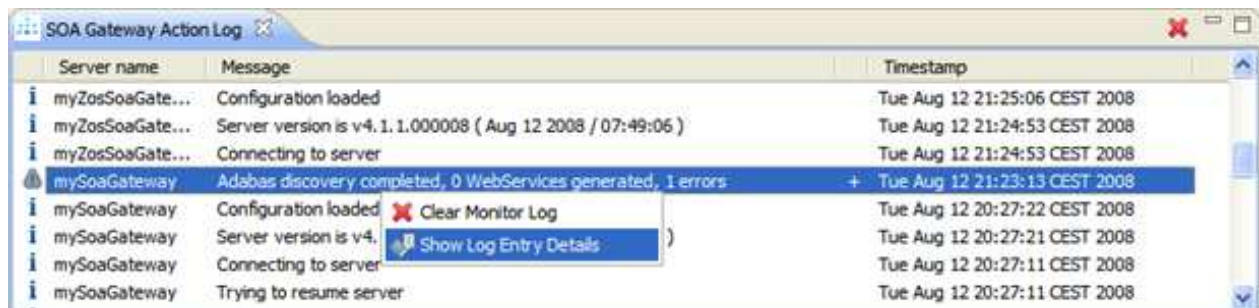 SOA Gateway Action Log
Server name Message Timestamp
i myZosSoaGate... Configuration loaded Tue Aug 12 21:25:06 CEST 2008
i myZosSoaGate... Server version is v4.1.1.000008 ( Aug 12 2008 / 07:49:06 ) Tue Aug 12 21:24:53 CEST 2008
i myZosSoaGate... Connecting to server Tue Aug 12 21:24:53 CEST 2008
mySoaGateway Adabas discovery completed, 0 WebServices generated, 1 errors + Tue Aug 12 21:23:13 CEST 2008
i mySoaGateway Configuration loaded Tue Aug 12 20:27:22 CEST 2008
Clear Monitor Log
i mySoaGateway Server version is v4. ) Tue Aug 12 20:27:21 CEST 2008
Show Log Entry Details
i mySoaGateway Connecting to server Tue Aug 12 20:27:11 CEST 2008
i mySoaGateway Trying to resume server Tue Aug 12 20:27:11 CEST 2008